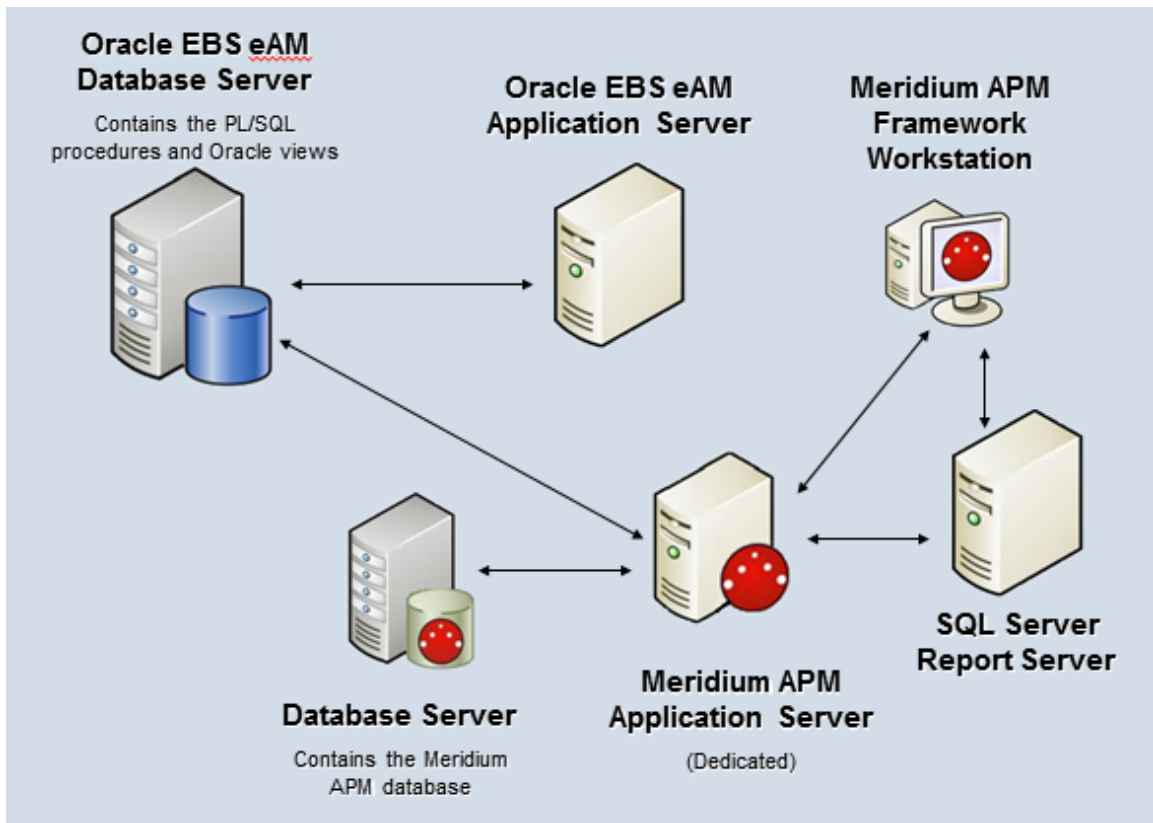 Oracle EBS eAM
Database Server
Contains the PL/SQL
procedures and Oracle views
Oracle EBS eAM
Application Server
Meridium APM
Framework
Workstation
SQL Server
Report Server
Meridium APM
Application Server
(Dedicated)
Database Server
Contains the Meridium
APM database